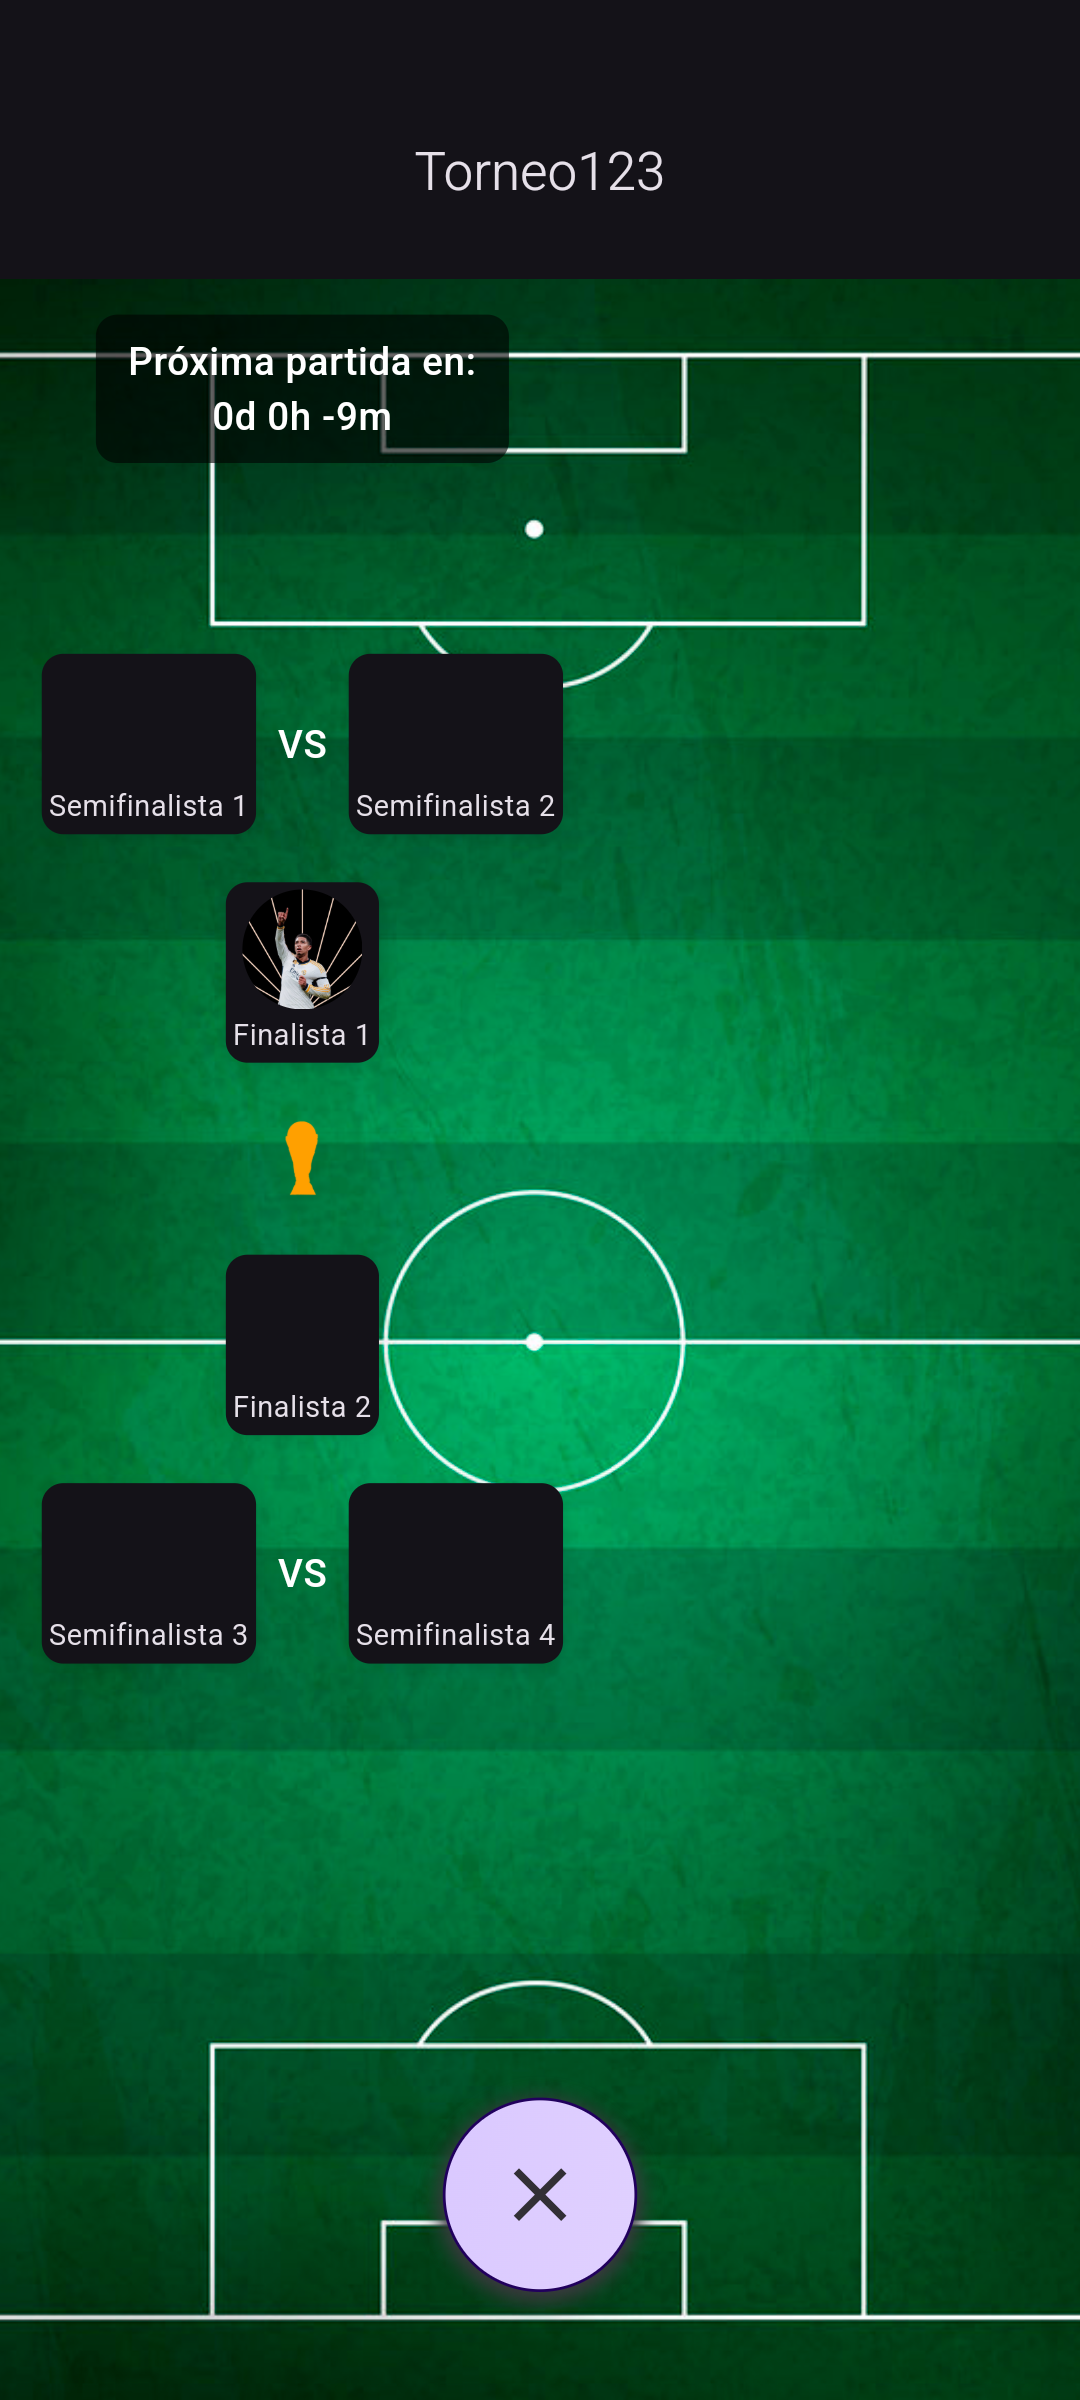 Torneo123
Próxima partida en:
0d 0h -9m
Semifinalista 1
VS
Semifinalista 2
Finalista 1
Finalista 2
Semifinalista 3
VS
Semifinalista 4